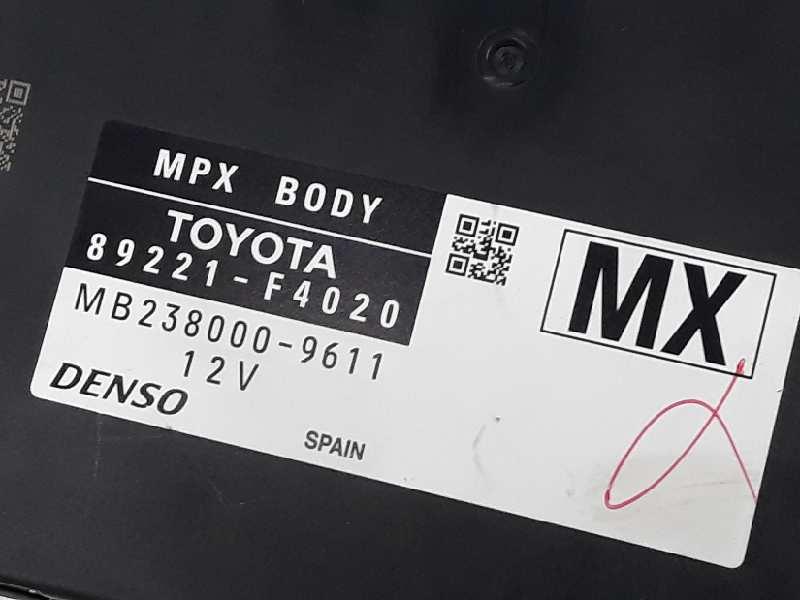 MPX BODY
TOYOTA
89221-F4020
MB238000-9611
12V
DENSO
SPAIN
MX